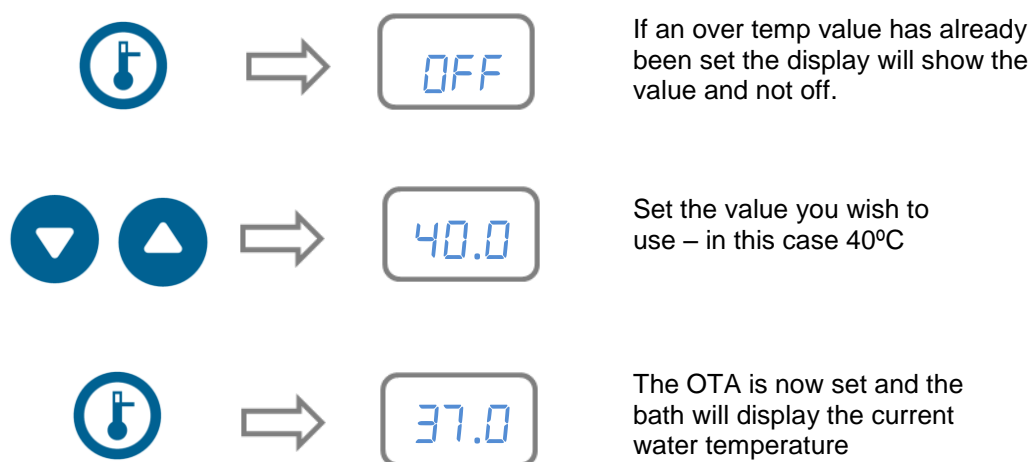 OFF
If an over temp value has already
been set the display will show the
value and not off.
40.0
Set the value you wish to
use – in this case 40ºC
37.0
The OTA is now set and the
bath will display the current
water temperature